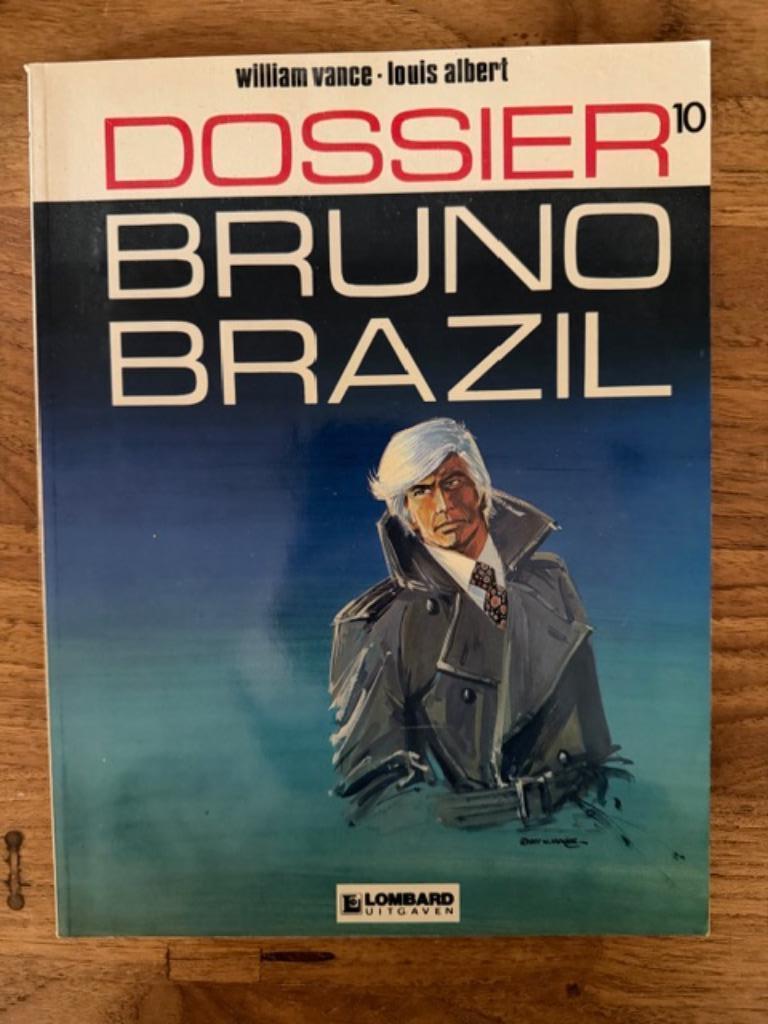 william vance · louis albert
DOSSIER 10
BRUNO
BRAZIL
LOMBARD
UITGAVEN